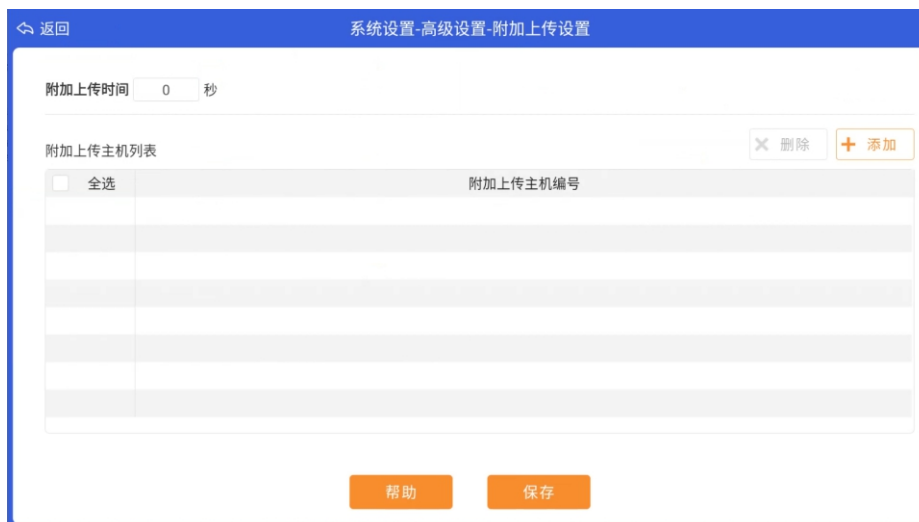 返回
系统设置-高级设置-附加上传设置
附加上传时间 0 秒
附加上传主机列表
删除 添加
全选 附加上传主机编号
帮助 保存